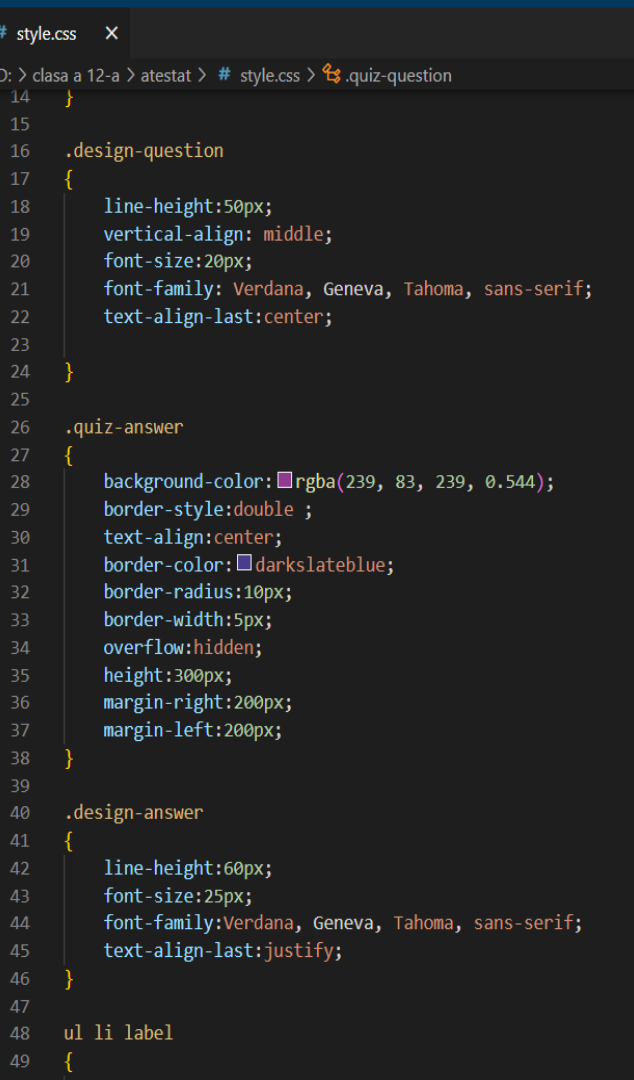 # style.css ×
D: > clasa a 12-a > atestat > # style.css > .quiz-question
14 }
15
16 .design-question
17 {
18 line-height:50px;
19 vertical-align: middle;
20 font-size:20px;
21 font-family: Verdana, Geneva, Tahoma, sans-serif;
22 text-align-last:center;
23
24 }
25
26 .quiz-answer
27 {
28 background-color: rgba(239, 83, 239, 0.544);
29 border-style:double ;
30 text-align:center;
31 border-color: darkslateblue;
32 border-radius:10px;
33 border-width:5px;
34 overflow:hidden;
35 height:300px;
36 margin-right:200px;
37 margin-left:200px;
38 }
39
40 .design-answer
41 {
42 line-height:60px;
43 font-size:25px;
44 font-family:Verdana, Geneva, Tahoma, sans-serif;
45 text-align-last:justify;
46 }
47
48 ul li label
49 {